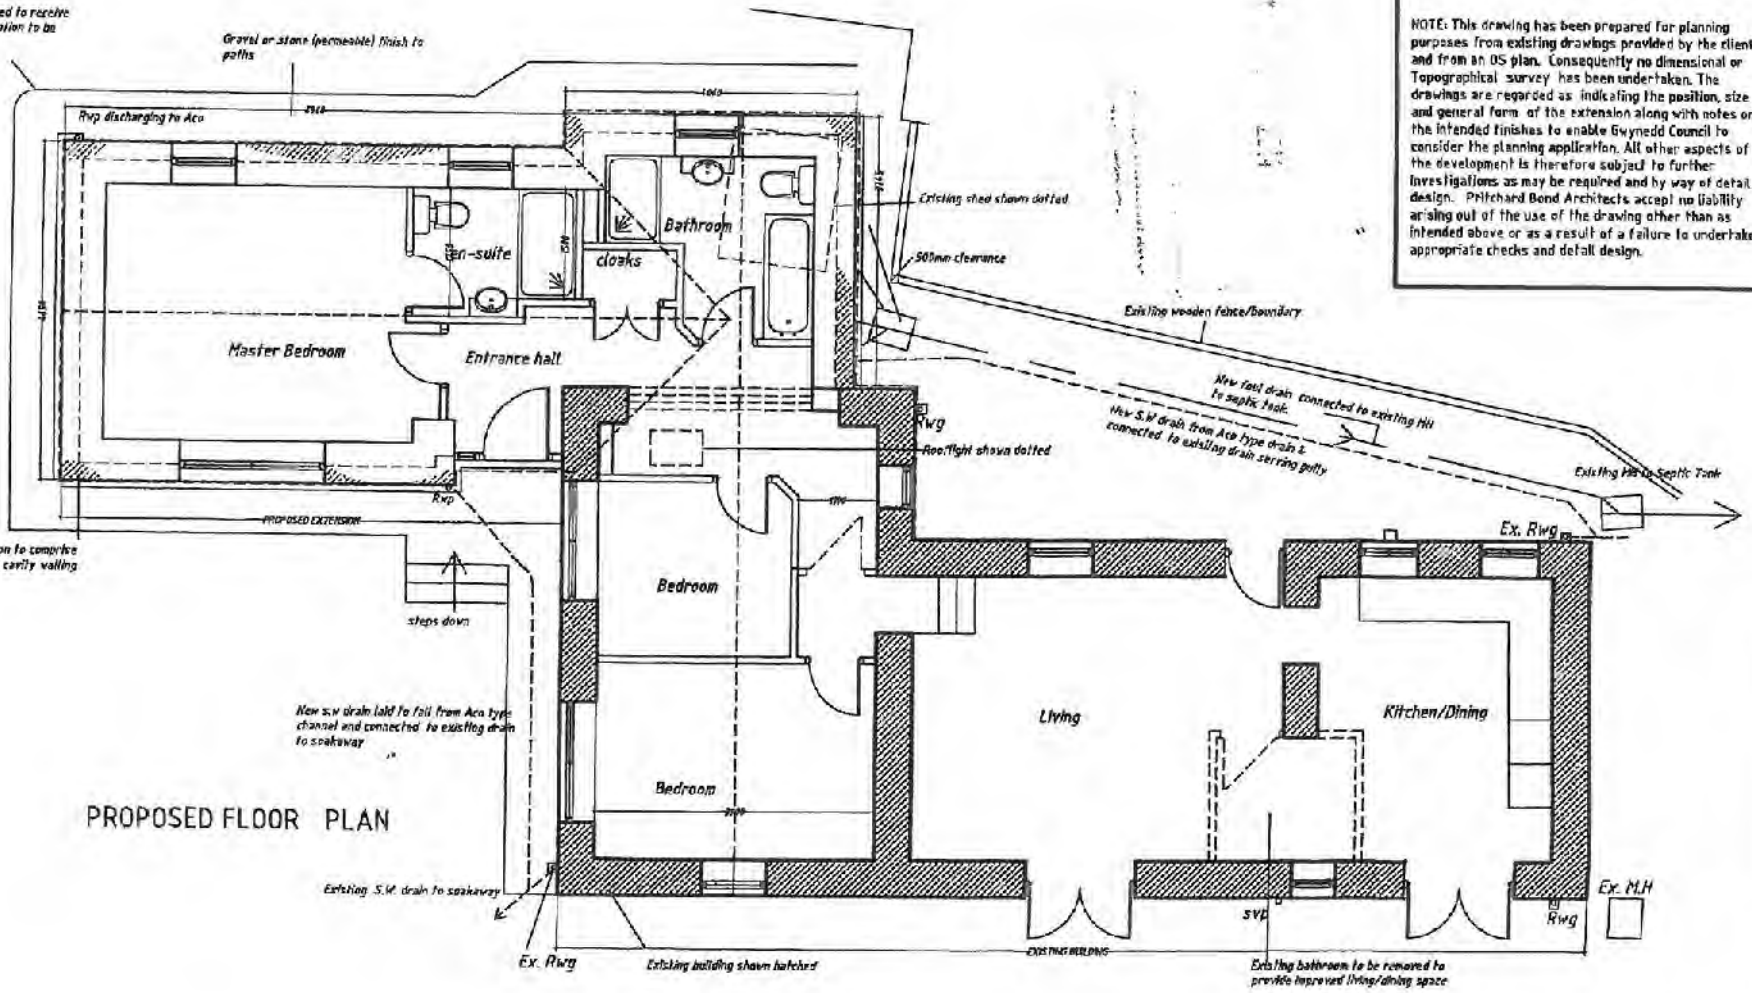 ed to receive
ation to be
Gravel or stone (permeable) finish to
paths
Rwp discharging to Aco
NOTE: This drawing has been prepared for planning
purposes from existing drawings provided by the client
and from an OS plan. Consequently no dimensional or
Topographical survey has been undertaken. The
drawings are regarded as indicating the position, size
and general form of the extension along with notes or
the intended finishes to enable Gwynedd Council to
consider the planning application. All other aspects of
the development is therefore subject to further
investigations as may be required and by way of detail
design. Pritchard Bond Architects accept no liability
arising out of the use of the drawing other than as
intended above or as a result of a failure to undertake
appropriate checks and detail design.
Existing shed shown dotted
Bathroom
en-suite
cloaks
500mm clearance
Existing wooden fence/boundary
Master Bedroom
Entrance hall
New foul drain connected to existing MH
to septic tank
New S.W drain from Aco type drain &
connected to existing drain serving gully
Rwg
Rooflight shown dotted
Existing MH to Septic Tank
Rwp
PROPOSED EXTENSION
Ex. Rwg
on to comprise
cavity walling
Bedroom
steps down
New s.w drain laid to fall from Aco type
channel and connected to existing drain
to soakaway
Living
Kitchen/Dining
Bedroom
PROPOSED FLOOR PLAN
Existing S.W. drain to soakaway
Ex. M.H
svp
Rwg
EXISTING BUILDING
Ex. Rwg
Existing building shown hatched
Existing bathroom to be removed to
provide improved living/dining space